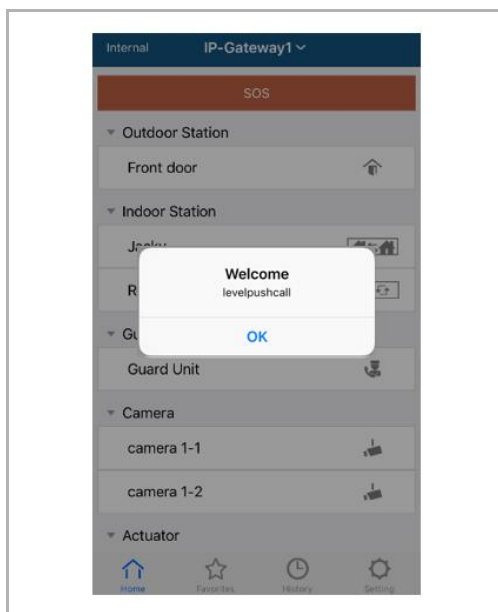 Internal IP-Gateway1
SOS
Outdoor Station
Front door
Indoor Station
Welcome
levelpushcall
OK
Guard Unit
Camera
camera 1-1
camera 1-2
Actuator
Home Favorites History Setting